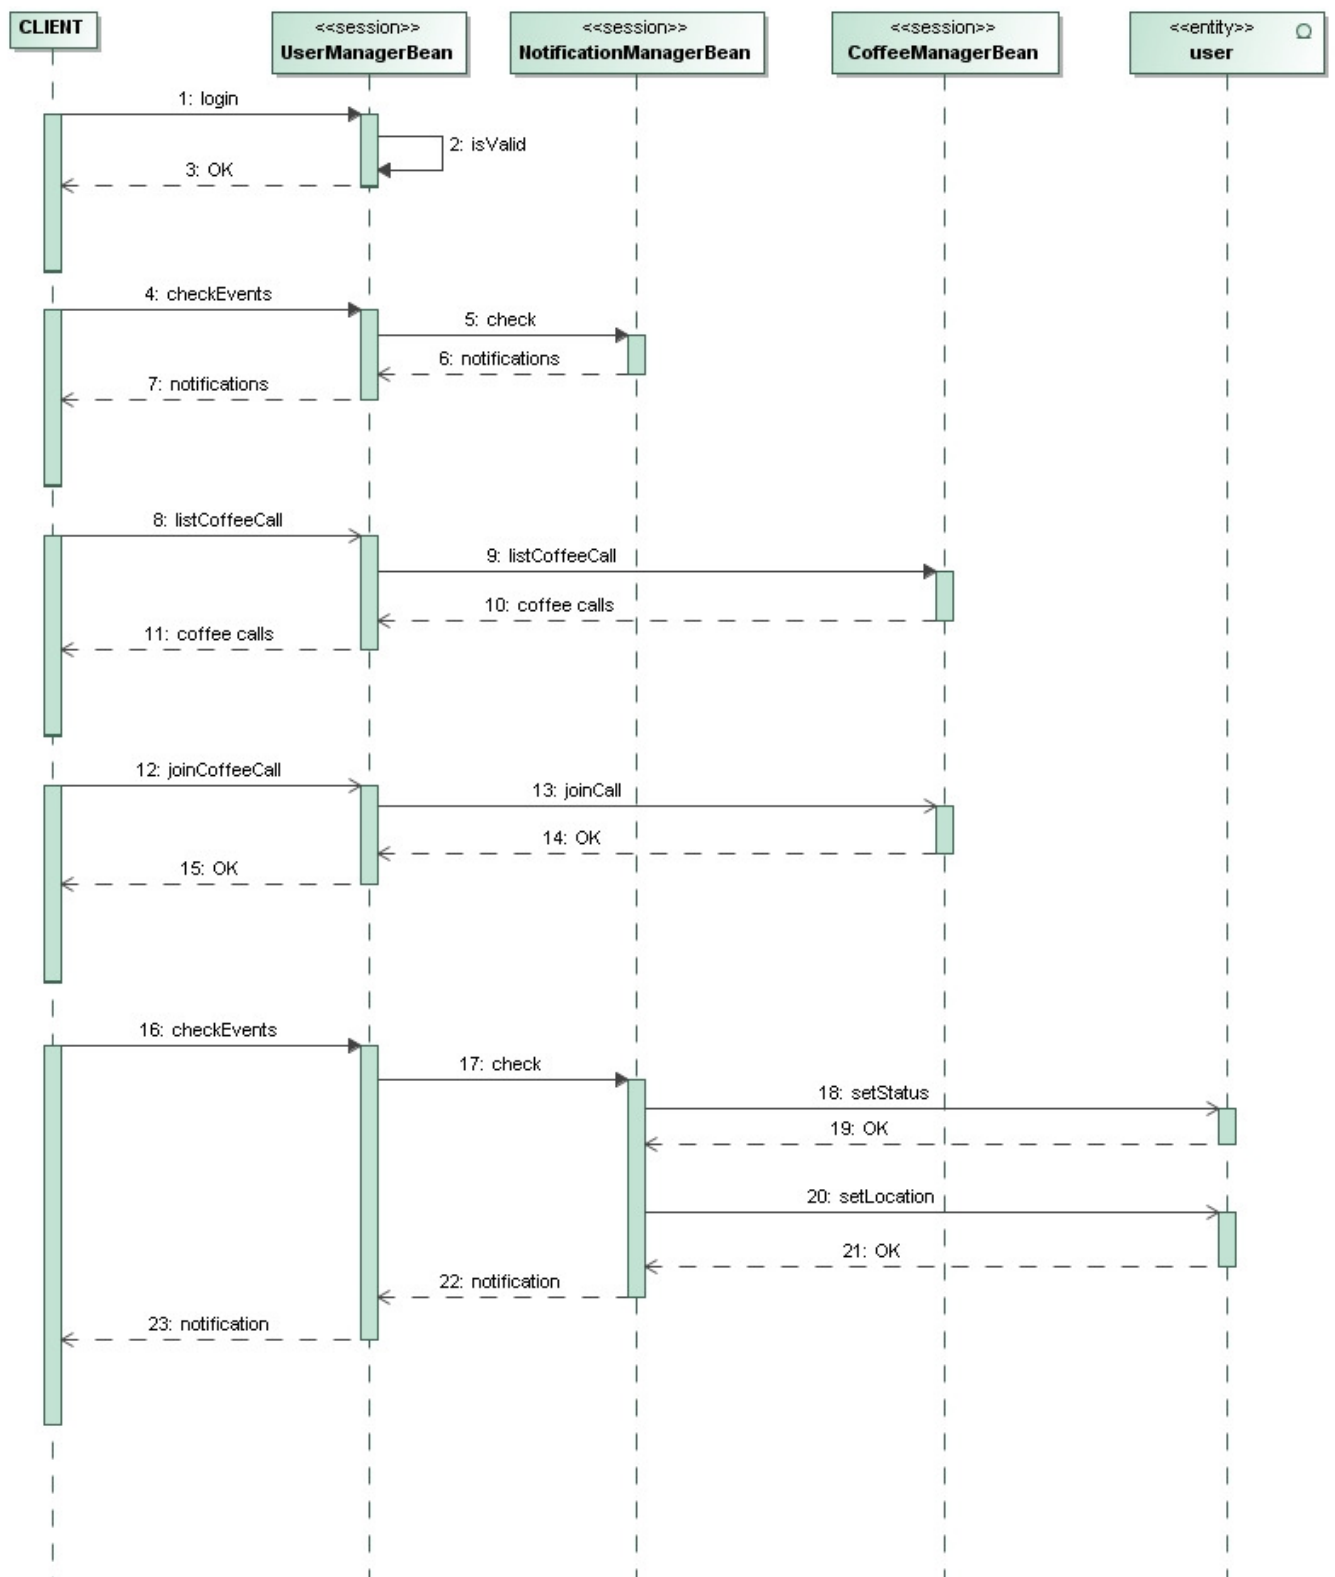 CLIENT
<<session>>
UserManagerBean
<<session>>
NotificationManagerBean
<<session>>
CoffeeManagerBean
<<entity>>
user
1: login
2: isValid
3: OK
4: checkEvents
5: check
6: notifications
7: notifications
8: listCoffeeCall
9: listCoffeeCall
10: coffee calls
11: coffee calls
12: joinCoffeeCall
13: joinCall
14: OK
15: OK
16: checkEvents
17: check
18: setStatus
19: OK
20: setLocation
21: OK
22: notification
23: notification